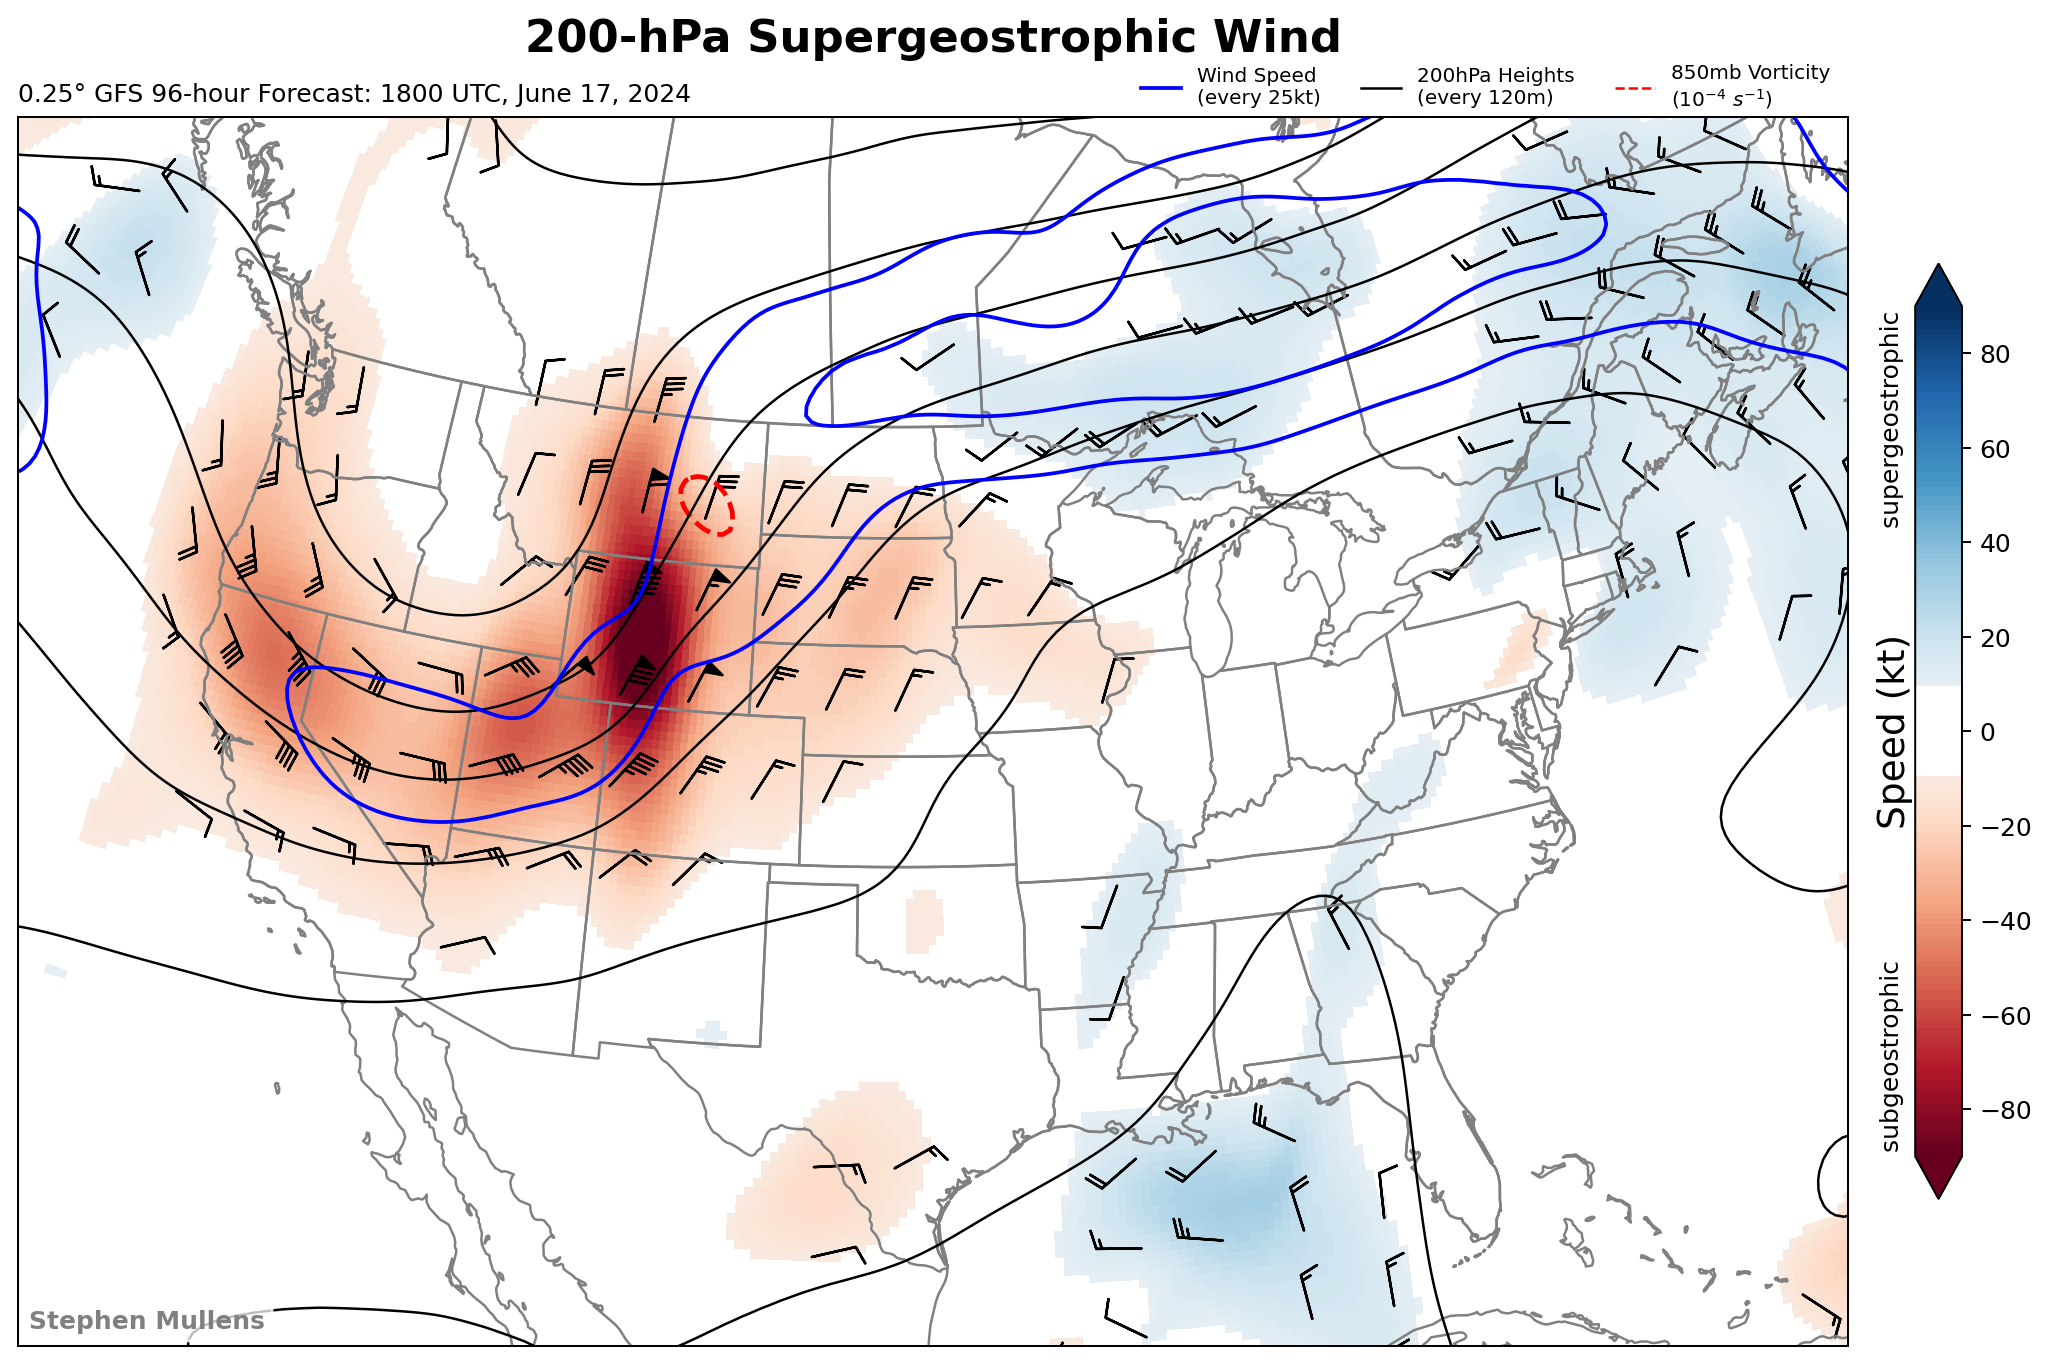 200-hPa Supergeostrophic Wind
0.25° GFS 96-hour Forecast: 1800 UTC, June 17, 2024
Wind Speed
(every 25kt)
200hPa Heights
(every 120m)
850mb Vorticity
(10⁻⁴ s⁻¹)
supergeostrophic
subgeostrophic
Speed (kt)
80
60
40
20
0
−20
−40
−60
−80
Stephen Mullens